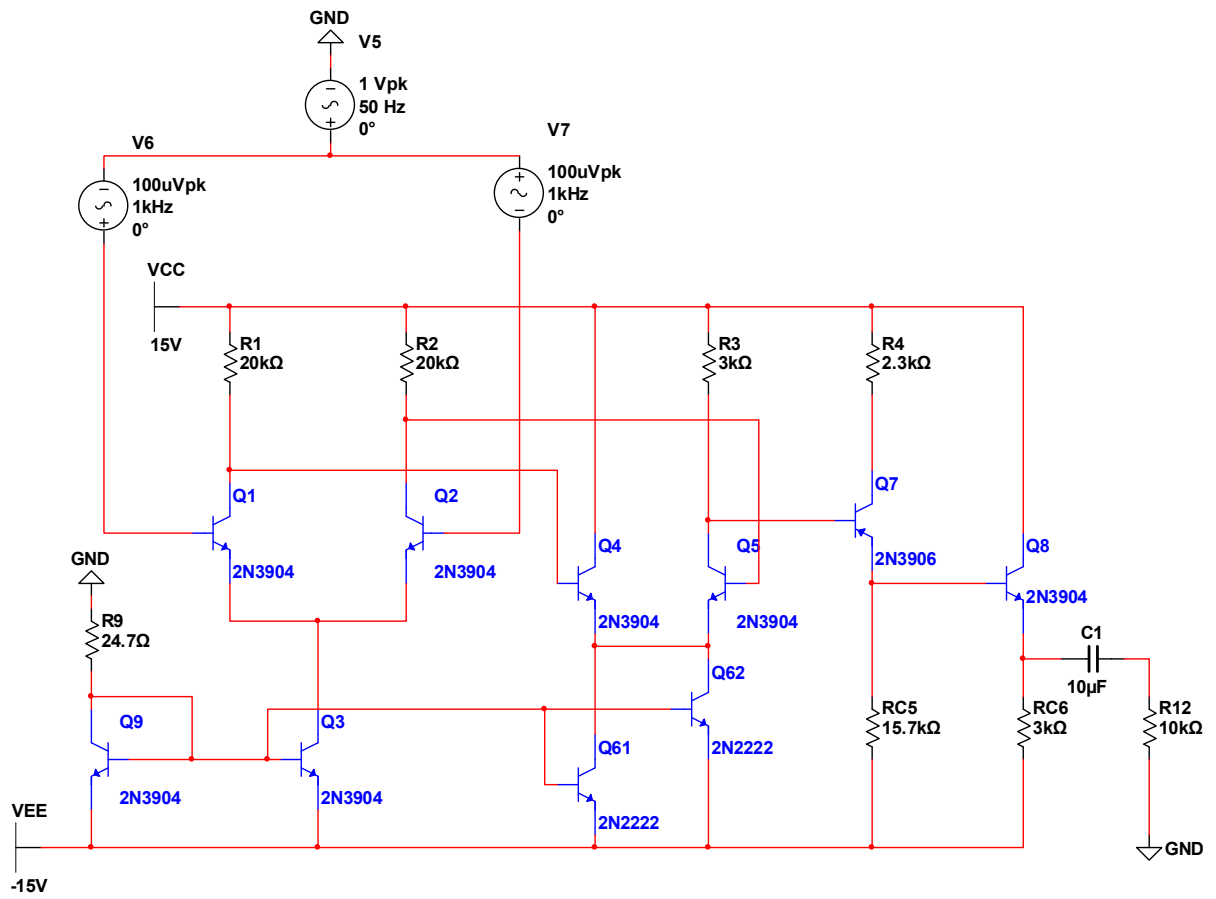 GND
V5
1 Vpk
50 Hz
0°
V6
100uVpk
1kHz
0°
V7
100uVpk
1kHz
0°
VCC
15V
R1
20kΩ
R2
20kΩ
R3
3kΩ
R4
2.3kΩ
Q1
2N3904
Q2
2N3904
Q4
2N3904
Q5
2N3904
Q7
2N3906
Q8
2N3904
GND
R9
24.7Ω
Q9
2N3904
Q3
2N3904
Q62
2N2222
Q61
2N2222
RC5
15.7kΩ
C1
10µF
RC6
3kΩ
R12
10kΩ
GND
VEE
-15V